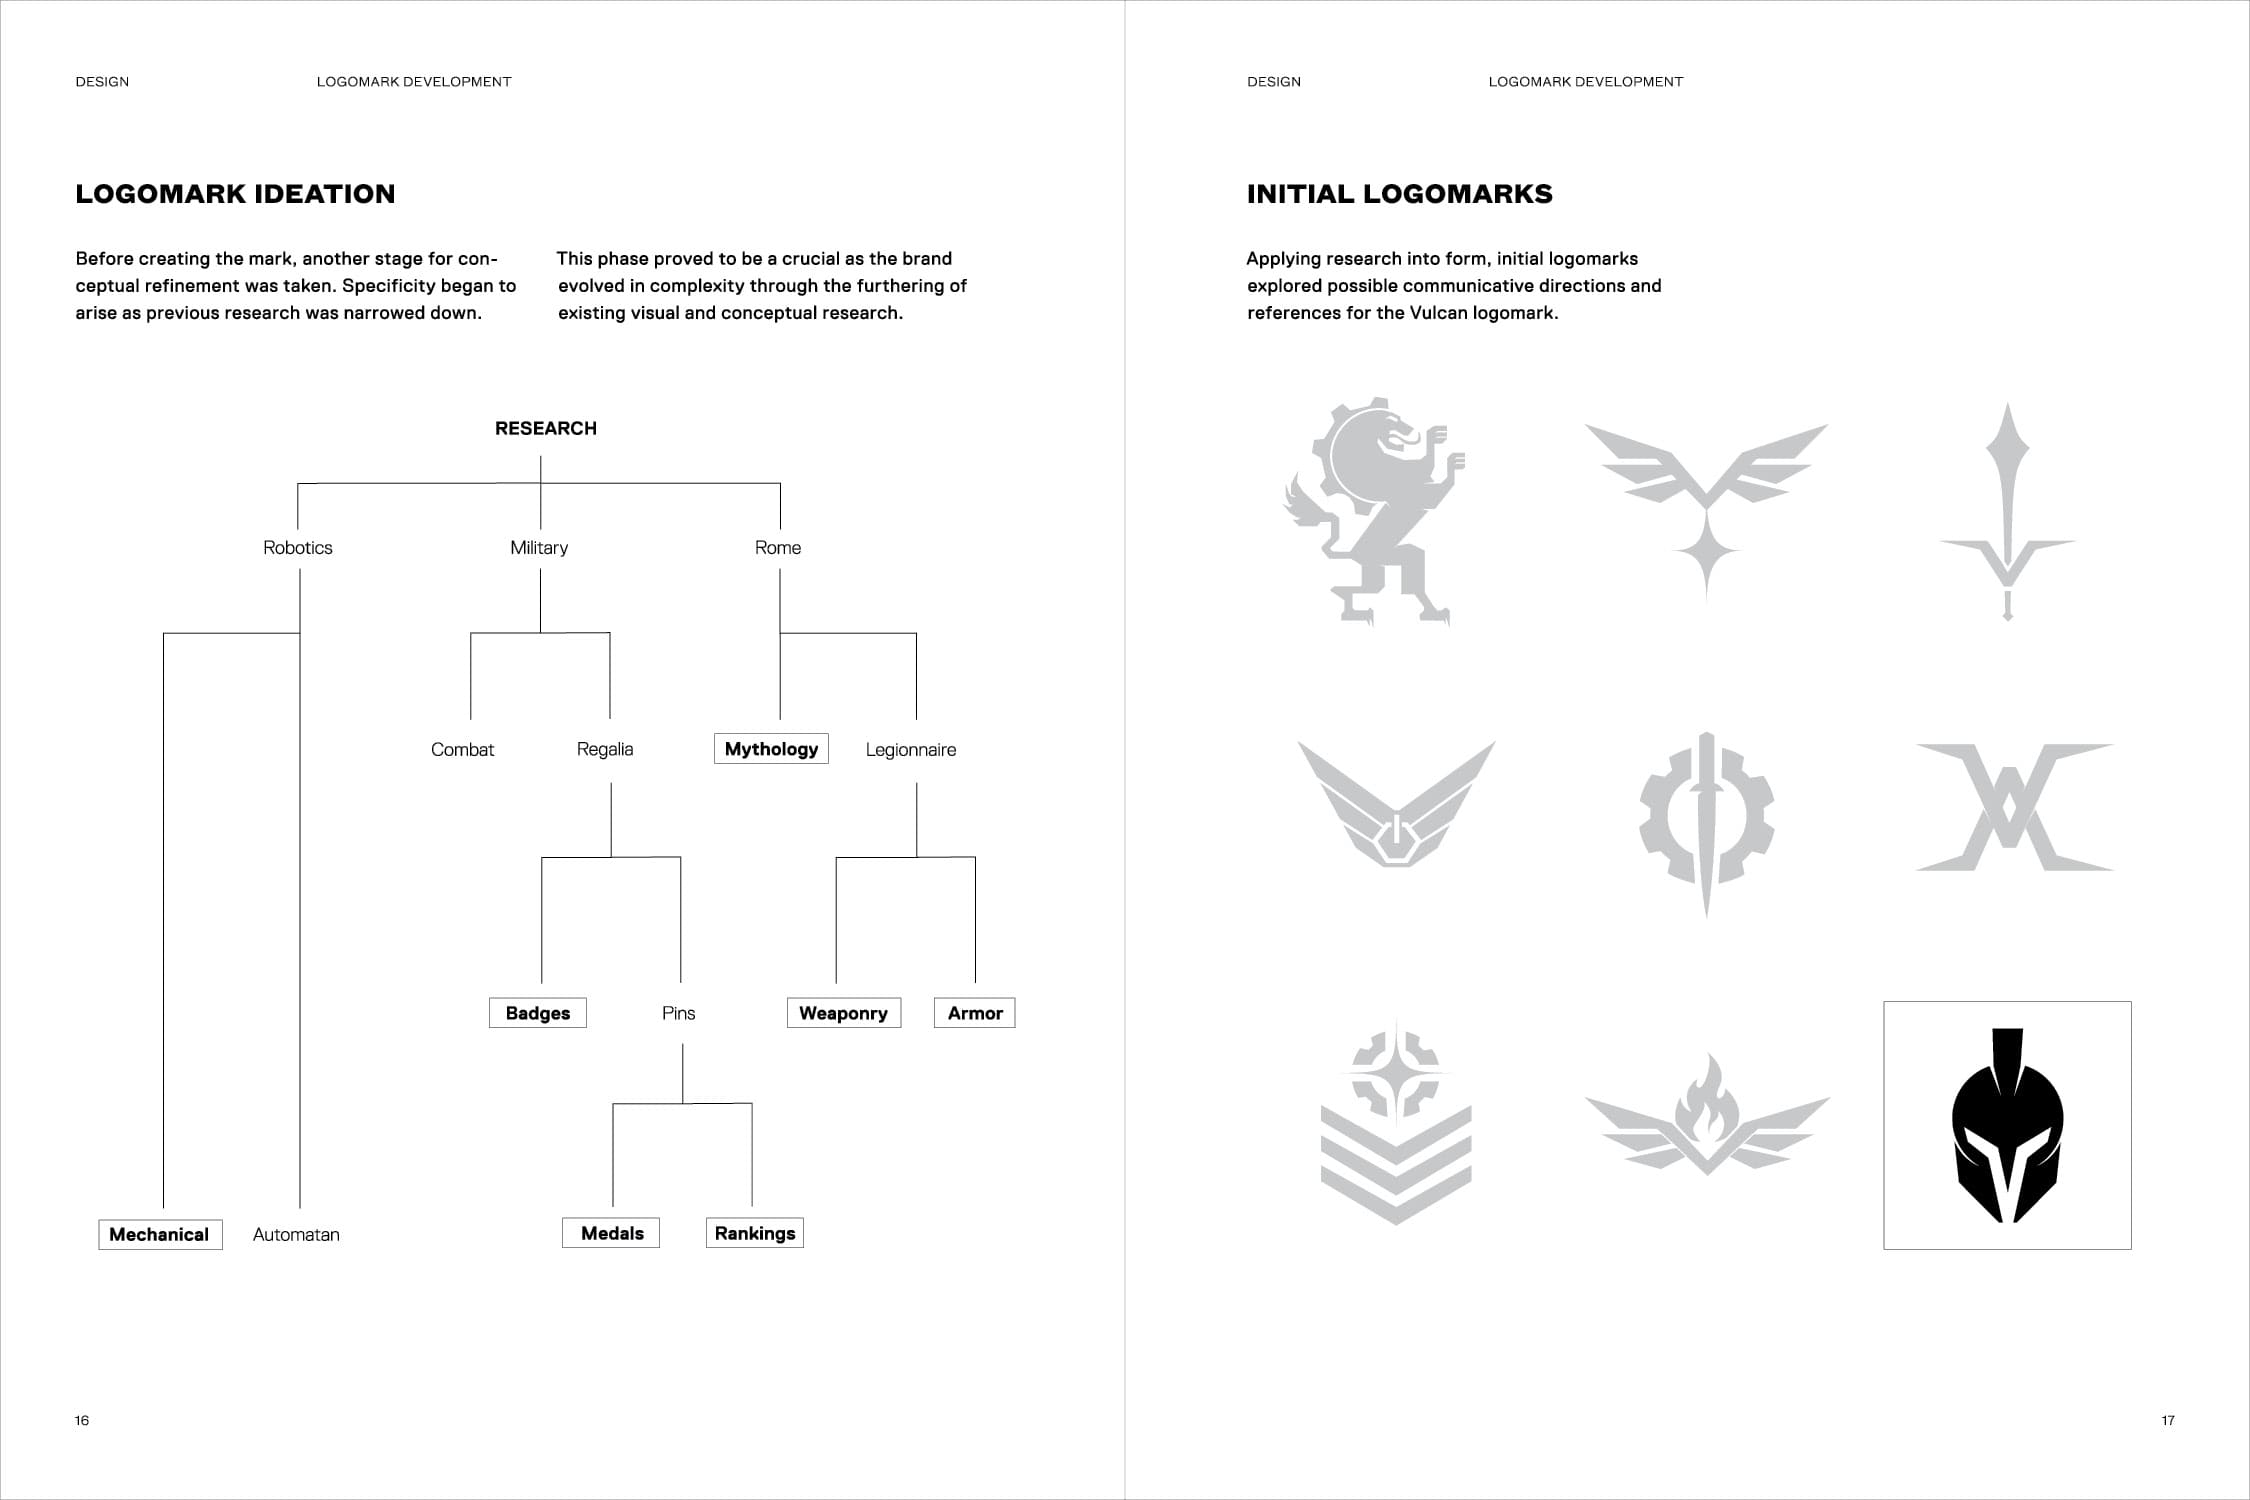 DESIGN
LOGOMARK DEVELOPMENT
LOGOMARK IDEATION
Before creating the mark, another stage for con-
ceptual refinement was taken. Specificity began to
arise as previous research was narrowed down.
This phase proved to be a crucial as the brand
evolved in complexity through the furthering of
existing visual and conceptual research.
RESEARCH
Robotics
Military
Rome
Combat
Regalia
Mythology
Legionnaire
Badges
Pins
Weaponry
Armor
Mechanical
Automatan
Medals
Rankings
16
DESIGN
LOGOMARK DEVELOPMENT
INITIAL LOGOMARKS
Applying research into form, initial logomarks
explored possible communicative directions and
references for the Vulcan logomark.
17